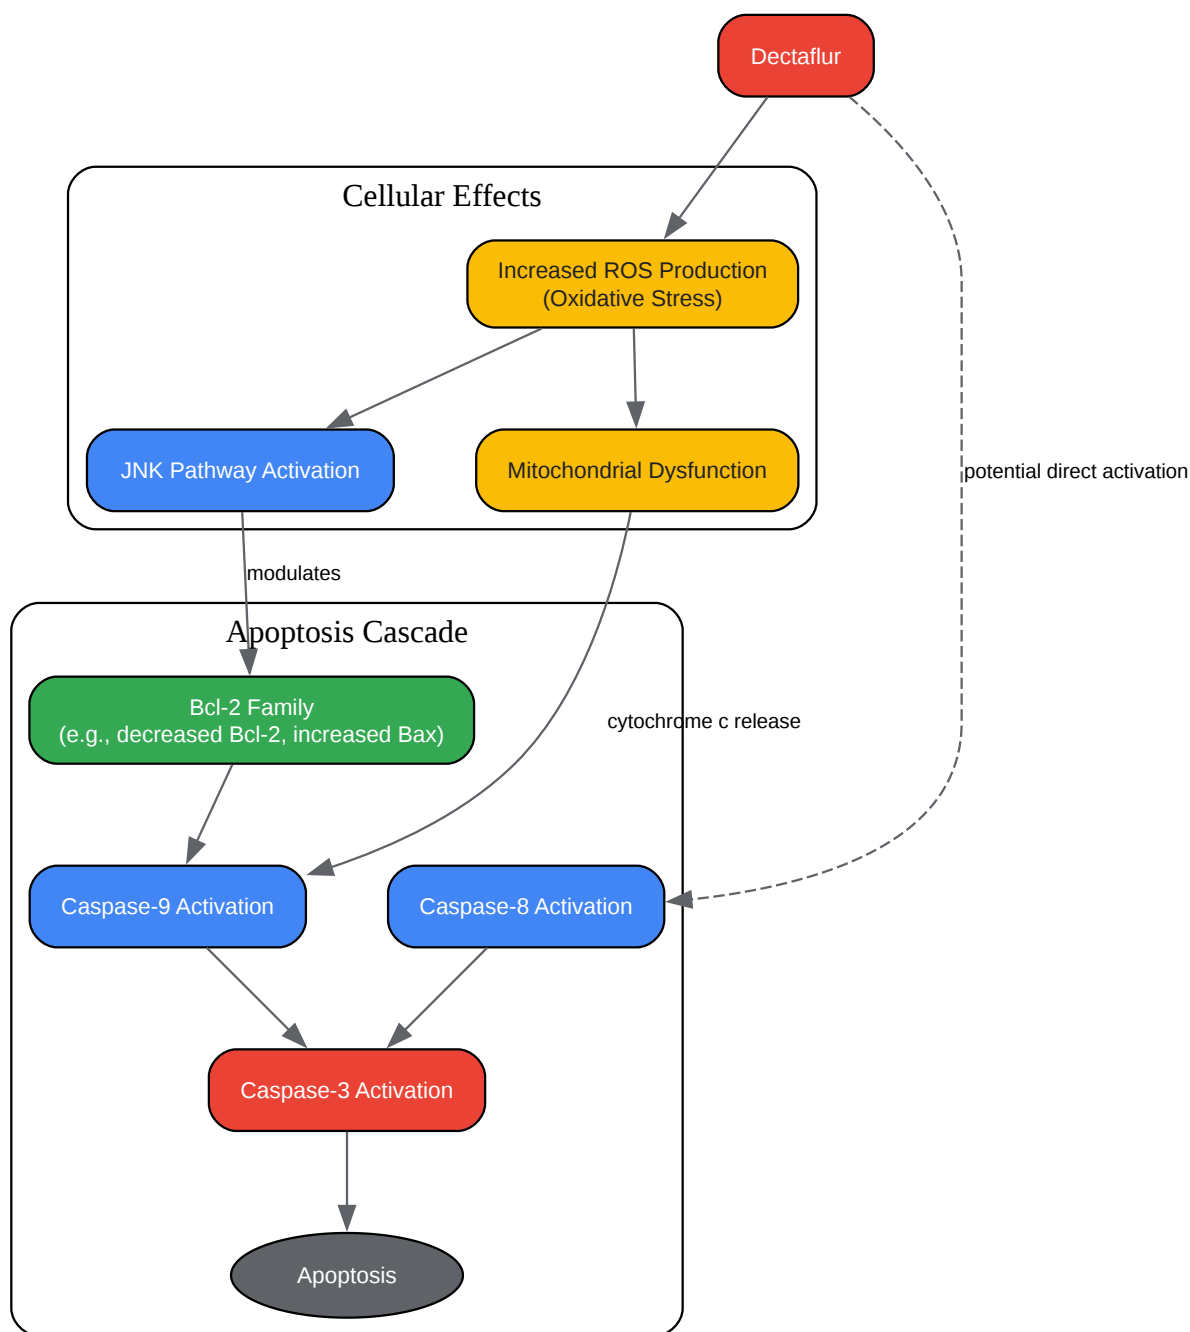 Dectaflur
Cellular Effects
Increased ROS Production
(Oxidative Stress)
JNK Pathway Activation
Mitochondrial Dysfunction
potential direct activation
modulates
Apoptosis Cascade
Bcl-2 Family
(e.g., decreased Bcl-2, increased Bax)
cytochrome c release
Caspase-9 Activation
Caspase-8 Activation
Caspase-3 Activation
Apoptosis